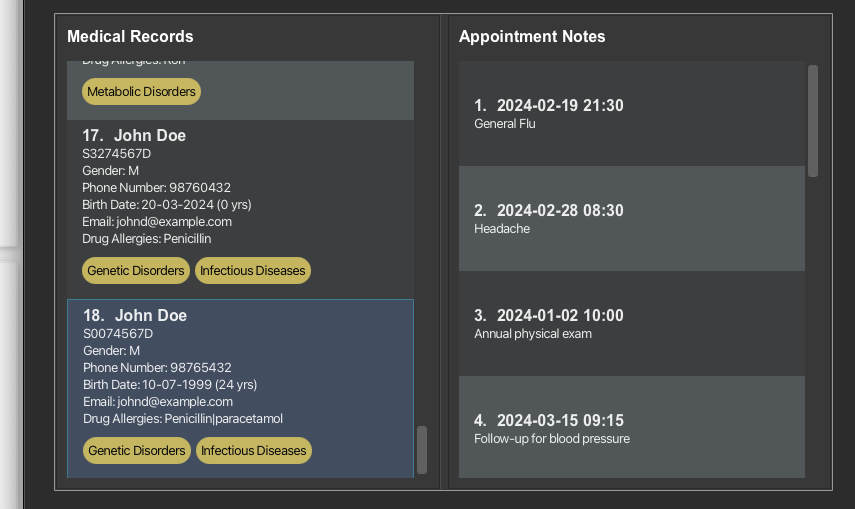 Medical Records
Drug Allergies: Ron
Metabolic Disorders
17. John Doe
S3274567D
Gender: M
Phone Number: 98760432
Birth Date: 20-03-2024 (0 yrs)
Email: johnd@example.com
Drug Allergies: Penicillin
Genetic Disorders Infectious Diseases
18. John Doe
S0074567D
Gender: M
Phone Number: 98765432
Birth Date: 10-07-1999 (24 yrs)
Email: johnd@example.com
Drug Allergies: Penicillin|paracetamol
Genetic Disorders Infectious Diseases
Appointment Notes
1. 2024-02-19 21:30
General Flu
2. 2024-02-28 08:30
Headache
3. 2024-01-02 10:00
Annual physical exam
4. 2024-03-15 09:15
Follow-up for blood pressure